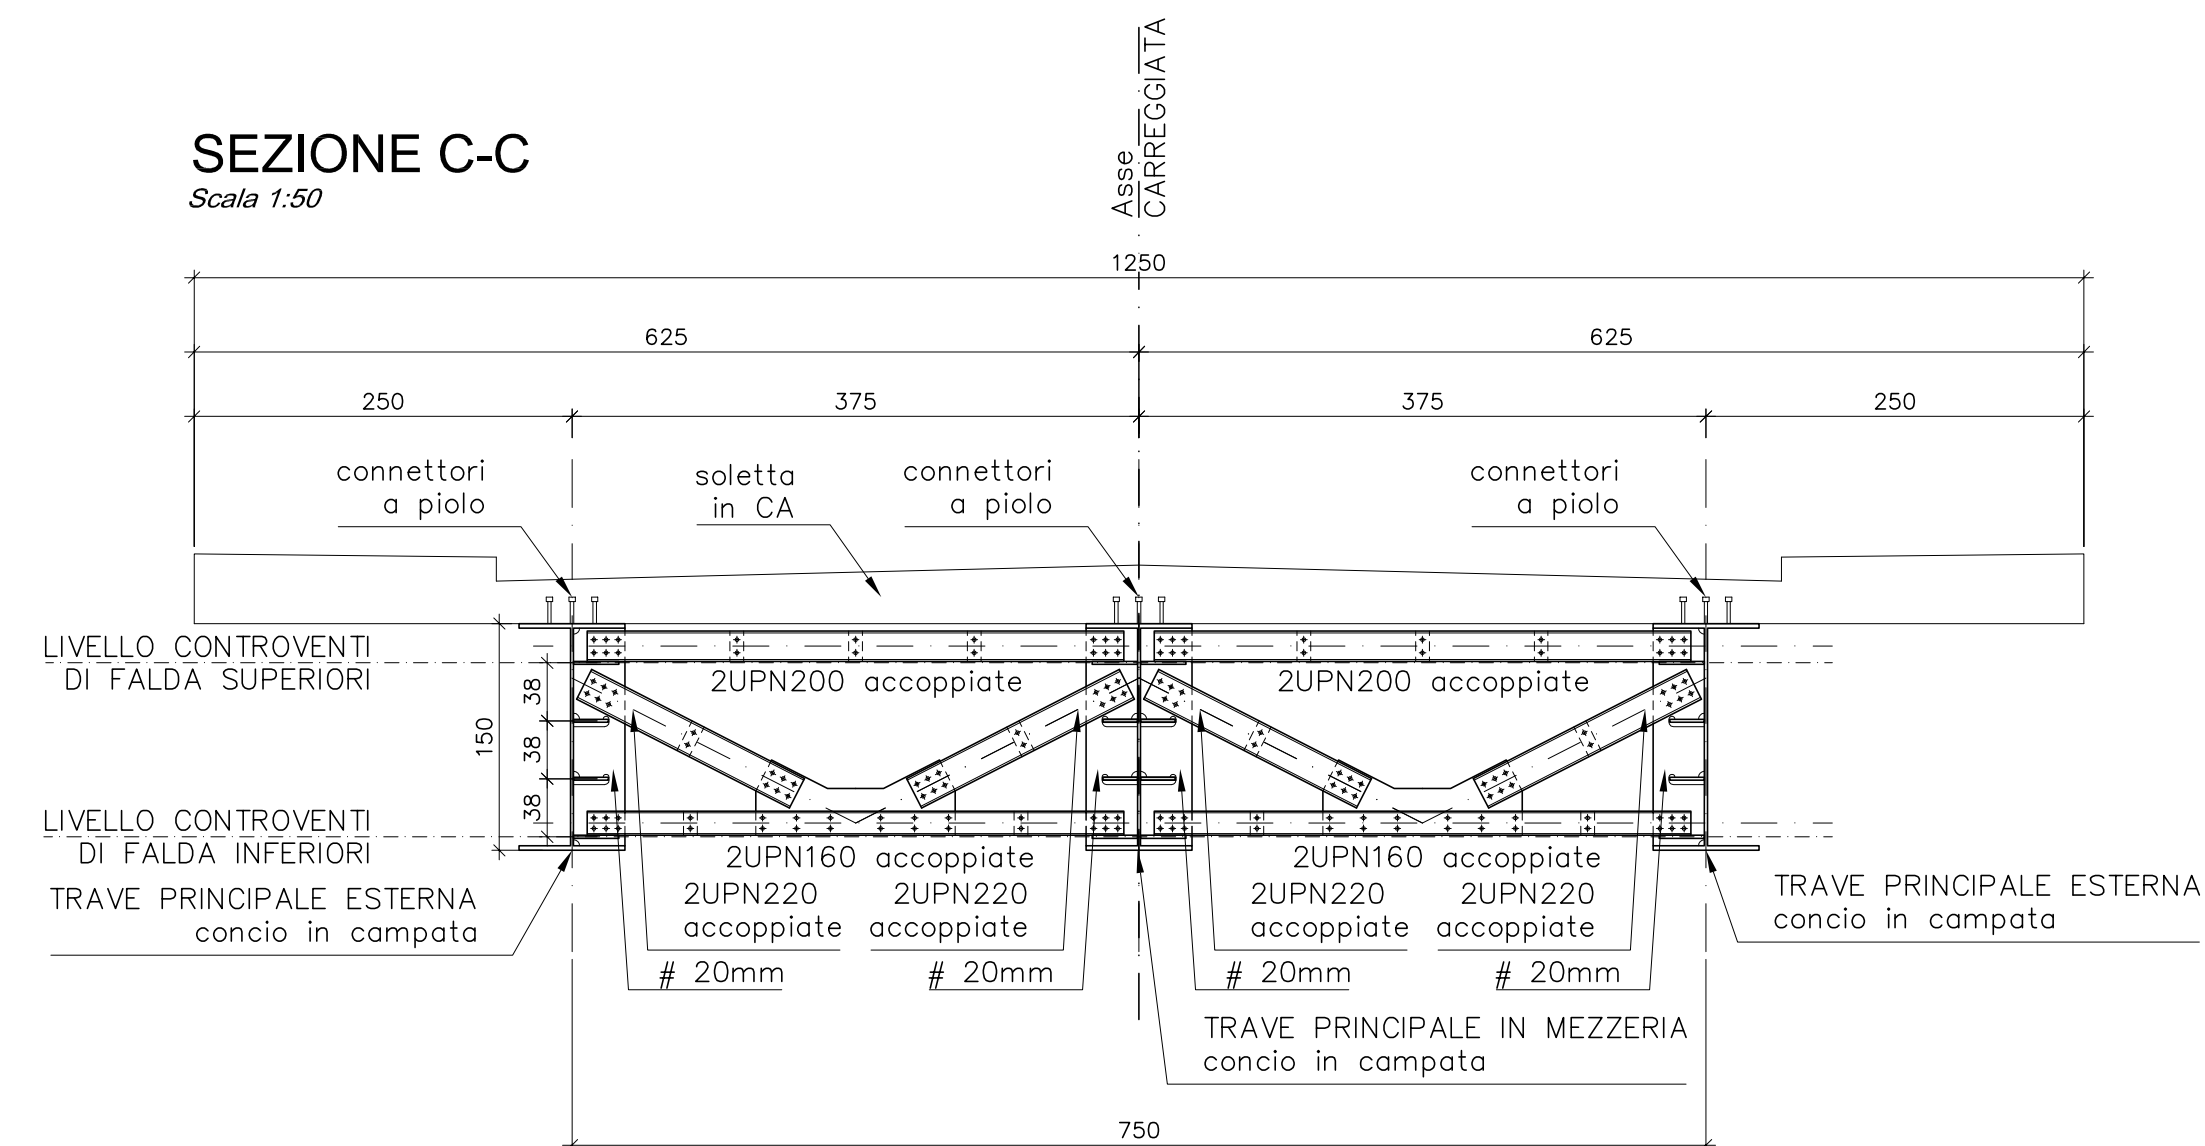 Asse
CARREGGIATA
SEZIONE C-C
Scala 1:50
1250
625
625
250
375
375
250
connettori
a piolo
soletta
in CA
connettori
a piolo
connettori
a piolo
LIVELLO CONTROVENTI
DI FALDA SUPERIORI
2UPN200 accoppiate
2UPN200 accoppiate
150
38
38
38
LIVELLO CONTROVENTI
DI FALDA INFERIORI
2UPN160 accoppiate
2UPN160 accoppiate
TRAVE PRINCIPALE ESTERNA
concio in campata
2UPN220
accoppiate
2UPN220
accoppiate
2UPN220
accoppiate
2UPN220
accoppiate
TRAVE PRINCIPALE ESTERNA
concio in campata
# 20mm
# 20mm
# 20mm
# 20mm
TRAVE PRINCIPALE IN MEZZERIA
concio in campata
750